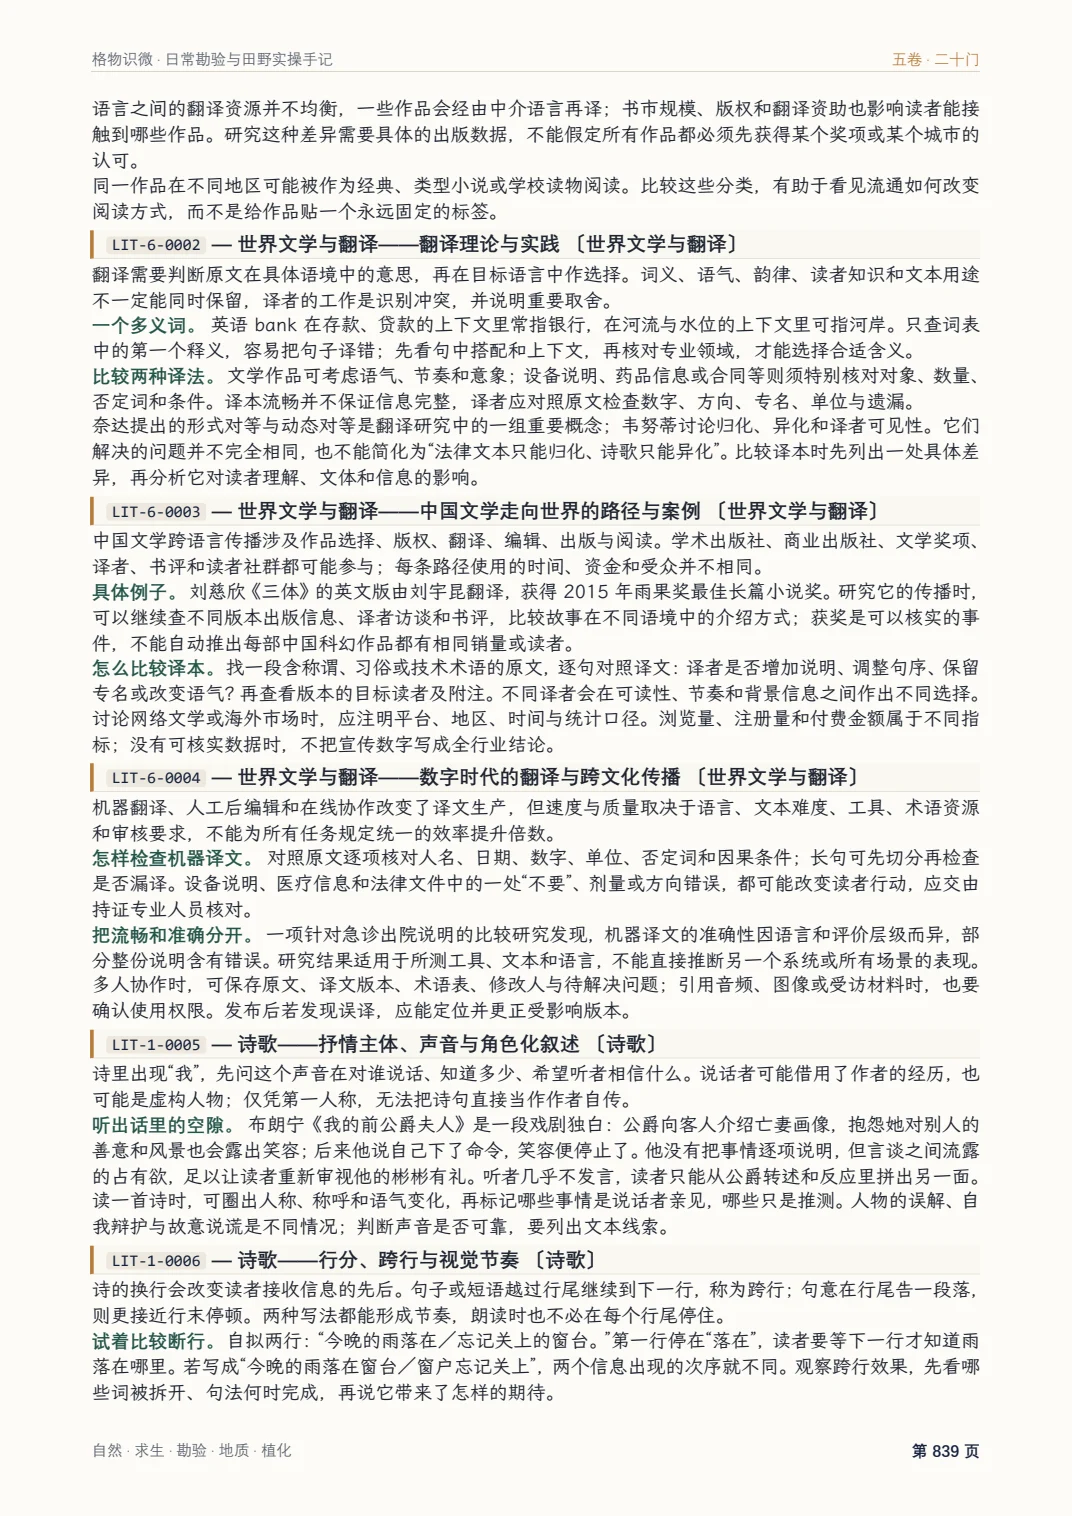 格物识微 · 日常勘验与田野实操手记
五卷 · 二十门
语言之间的翻译资源并不均衡，一些作品会经由中介语言再译；书市规模、版权和翻译资助也影响读者能接
触到哪些作品。研究这种差异需要具体的出版数据，不能假定所有作品都必须先获得某个奖项或某个城市的
认可。
同一作品在不同地区可能被作为经典、类型小说或学校读物阅读。比较这些分类，有助于看见流通如何改变
阅读方式，而不是给作品贴一个永远固定的标签。
LIT-6-0002 — 世界文学与翻译——翻译理论与实践 〔世界文学与翻译〕
翻译需要判断原文在具体语境中的意思，再在目标语言中作选择。词义、语气、韵律、读者知识和文本用途
不一定能同时保留，译者的工作是识别冲突，并说明重要取舍。
一个多义词。 英语 bank 在存款、贷款的上下文里常指银行，在河流与水位的上下文里可指河岸。只查词表
中的第一个释义，容易把句子译错；先看句中搭配和上下文，再核对专业领域，才能选择合适含义。
比较两种译法。 文学作品可考虑语气、节奏和意象；设备说明、药品信息或合同等则须特别核对对象、数量、
否定词和条件。译本流畅并不保证信息完整，译者应对照原文检查数字、方向、专名、单位与遗漏。
奈达提出的形式对等与动态对等是翻译研究中的一组重要概念；韦努蒂讨论归化、异化和译者可见性。它们
解决的问题并不完全相同，也不能简化为“法律文本只能归化、诗歌只能异化”。比较译本时先列出一处具体差
异，再分析它对读者理解、文体和信息的影响。
LIT-6-0003 — 世界文学与翻译——中国文学走向世界的路径与案例 〔世界文学与翻译〕
中国文学跨语言传播涉及作品选择、版权、翻译、编辑、出版与阅读。学术出版社、商业出版社、文学奖项、
译者、书评和读者社群都可能参与；每条路径使用的时间、资金和受众并不相同。
具体例子。 刘慈欣《三体》的英文版由刘宇昆翻译，获得 2015 年雨果奖最佳长篇小说奖。研究它的传播时，
可以继续查不同版本出版信息、译者访谈和书评，比较故事在不同语境中的介绍方式；获奖是可以核实的事
件，不能自动推出每部中国科幻作品都有相同销量或读者。
怎么比较译本。 找一段含称谓、习俗或技术术语的原文，逐句对照译文：译者是否增加说明、调整句序、保留
专名或改变语气？再查看版本的目标读者及附注。不同译者会在可读性、节奏和背景信息之间作出不同选择。
讨论网络文学或海外市场时，应注明平台、地区、时间与统计口径。浏览量、注册量和付费金额属于不同指
标；没有可核实数据时，不把宣传数字写成全行业结论。
LIT-6-0004 — 世界文学与翻译——数字时代的翻译与跨文化传播 〔世界文学与翻译〕
机器翻译、人工后编辑和在线协作改变了译文生产，但速度与质量取决于语言、文本难度、工具、术语资源
和审核要求，不能为所有任务规定统一的效率提升倍数。
怎样检查机器译文。 对照原文逐项核对人名、日期、数字、单位、否定词和因果条件；长句可先切分再检查
是否漏译。设备说明、医疗信息和法律文件中的一处“不要”、剂量或方向错误，都可能改变读者行动，应交由
持证专业人员核对。
把流畅和准确分开。 一项针对急诊出院说明的比较研究发现，机器译文的准确性因语言和评价层级而异，部
分整份说明含有错误。研究结果适用于所测工具、文本和语言，不能直接推断另一个系统或所有场景的表现。
多人协作时，可保存原文、译文版本、术语表、修改人与待解决问题；引用音频、图像或受访材料时，也要
确认使用权限。发布后若发现误译，应能定位并更正受影响版本。
LIT-1-0005 — 诗歌——抒情主体、声音与角色化叙述 〔诗歌〕
诗里出现“我”，先问这个声音在对谁说话、知道多少、希望听者相信什么。说话者可能借用了作者的经历，也
可能是虚构人物；仅凭第一人称，无法把诗句直接当作作者自传。
听出话里的空隙。 布朗宁《我的前公爵夫人》是一段戏剧独白：公爵向客人介绍亡妻画像，抱怨她对别人的
善意和风景也会露出笑容；后来他说自己下了命令，笑容便停止了。他没有把事情逐项说明，但言谈之间流露
的占有欲，足以让读者重新审视他的彬彬有礼。听者几乎不发言，读者只能从公爵转述和反应里拼出另一面。
读一首诗时，可圈出人称、称呼和语气变化，再标记哪些事情是说话者亲见，哪些只是推测。人物的误解、自
我辩护与故意说谎是不同情况；判断声音是否可靠，要列出文本线索。
LIT-1-0006 — 诗歌——行分、跨行与视觉节奏 〔诗歌〕
诗的换行会改变读者接收信息的先后。句子或短语越过行尾继续到下一行，称为跨行；句意在行尾告一段落，
则更接近行末停顿。两种写法都能形成节奏，朗读时也不必在每个行尾停住。
试着比较断行。 自拟两行：“今晚的雨落在／忘记关上的窗台。”第一行停在“落在”，读者要等下一行才知道雨
落在哪里。若写成“今晚的雨落在窗台／窗户忘记关上”，两个信息出现的次序就不同。观察跨行效果，先看哪
些词被拆开、句法何时完成，再说它带来了怎样的期待。
自然 · 求生 · 勘验 · 地质 · 植化
第 839 页